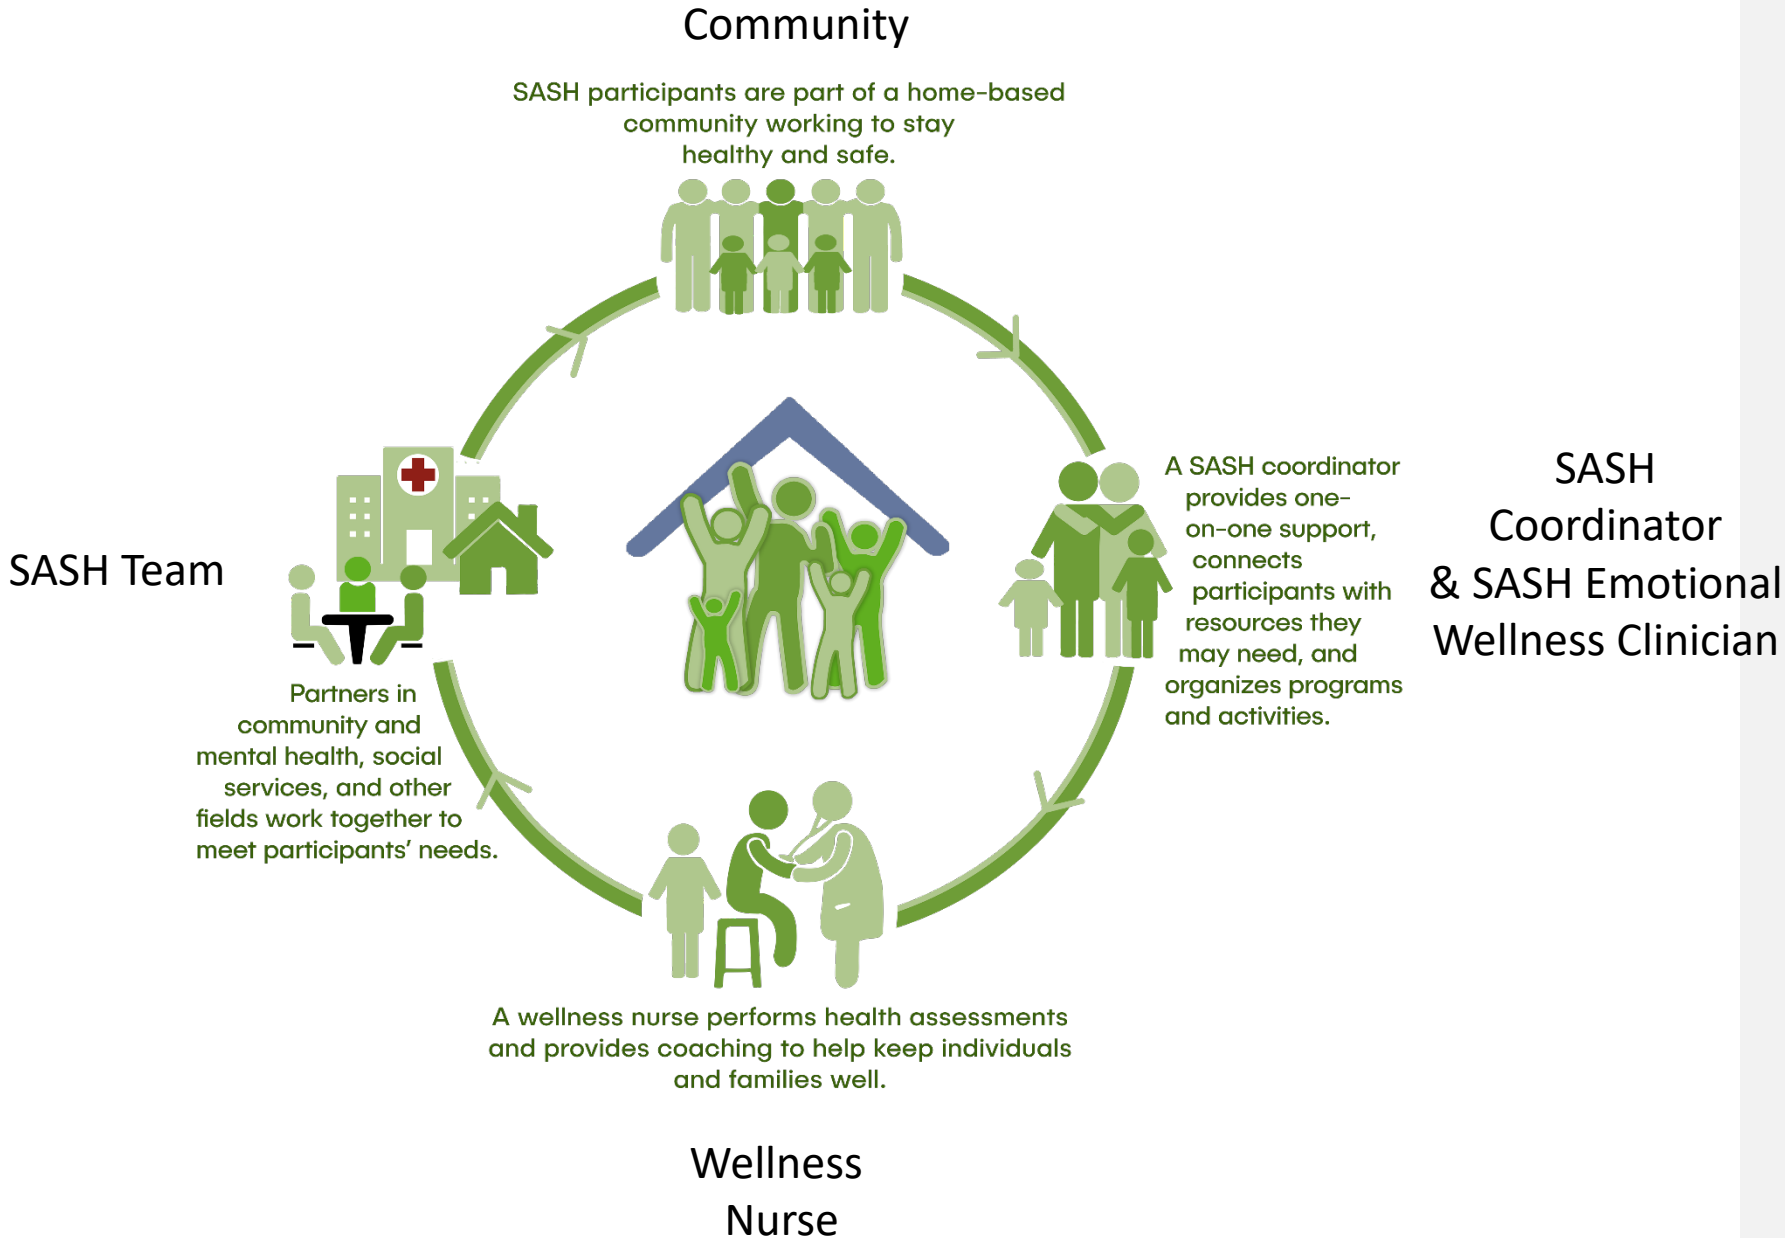 Community
SASH participants are part of a home-based
community working to stay
healthy and safe.
A SASH coordinator
provides one-
on-one support,
connects
participants with
resources they
may need, and
organizes programs
and activities.
SASH
Coordinator
& SASH Emotional
Wellness Clinician
SASH Team
Partners in
community and
mental health, social
services, and other
fields work together to
meet participants' needs.
A wellness nurse performs health assessments
and provides coaching to help keep individuals
and families well.
Wellness
Nurse